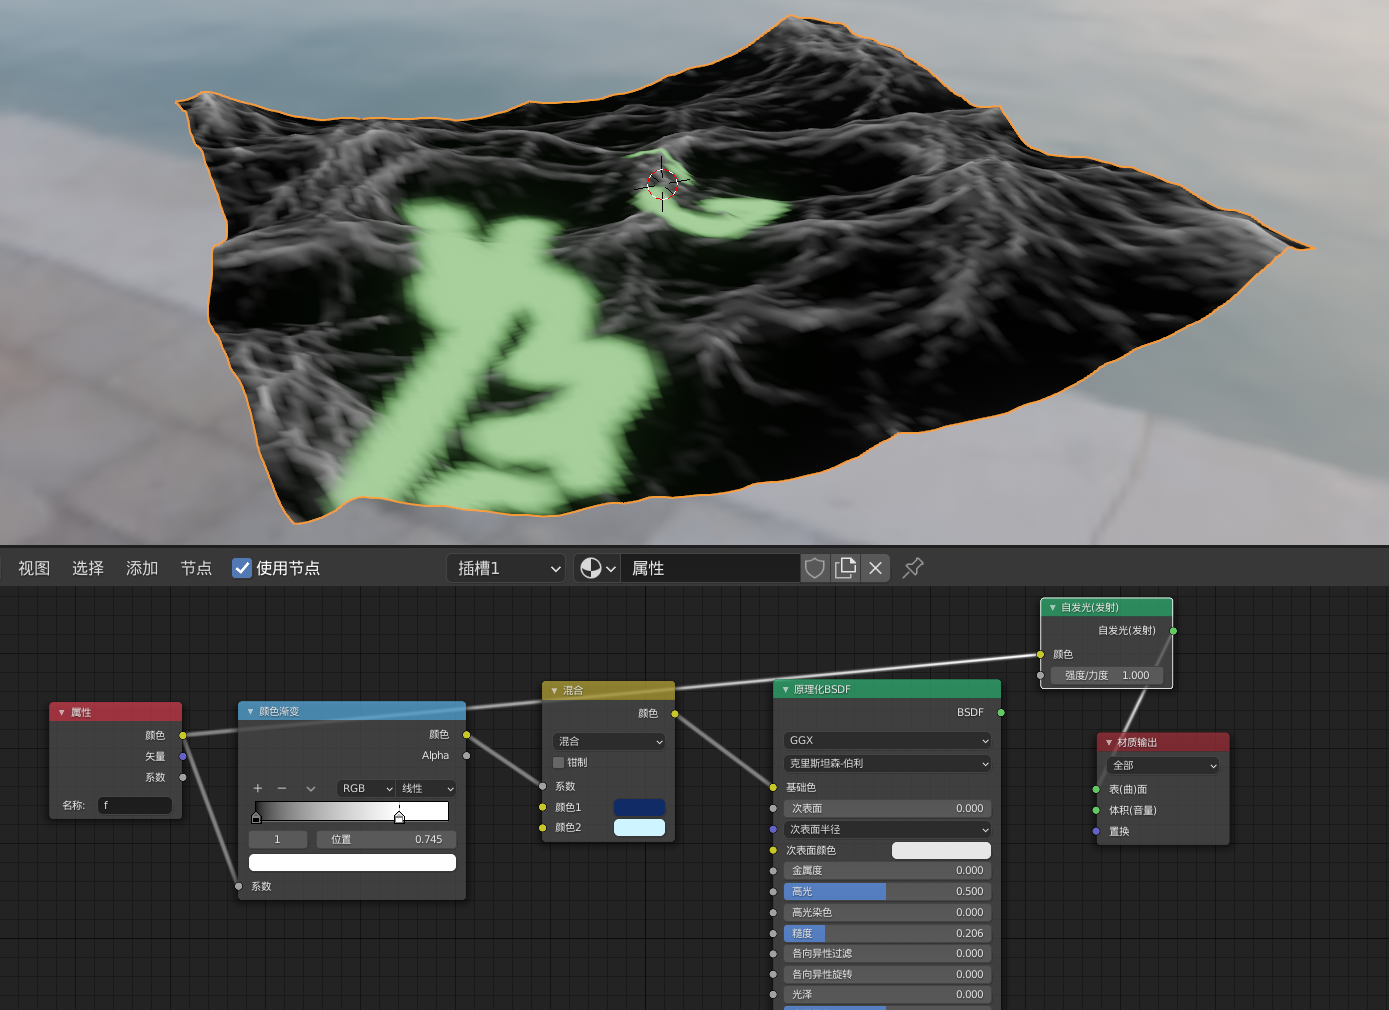 视图 选择 添加 节点 使用节点 插槽1 属性
自发光(发射)
自发光(发射)
颜色
强度/力度 1.000
属性
颜色
矢量
系数
名称: f
颜色渐变
颜色
Alpha
+ − RGB 线性
1 位置 0.745
系数
混合
颜色
混合
钳制
系数
颜色1
颜色2
原理化BSDF
BSDF
GGX
克里斯坦森-伯利
基础色
次表面 0.000
次表面半径
次表面颜色
金属度 0.000
高光 0.500
高光染色 0.000
糙度 0.206
各向异性过滤 0.000
各向异性旋转 0.000
光泽 0.000
材质输出
全部
表(曲)面
体积(音量)
置换